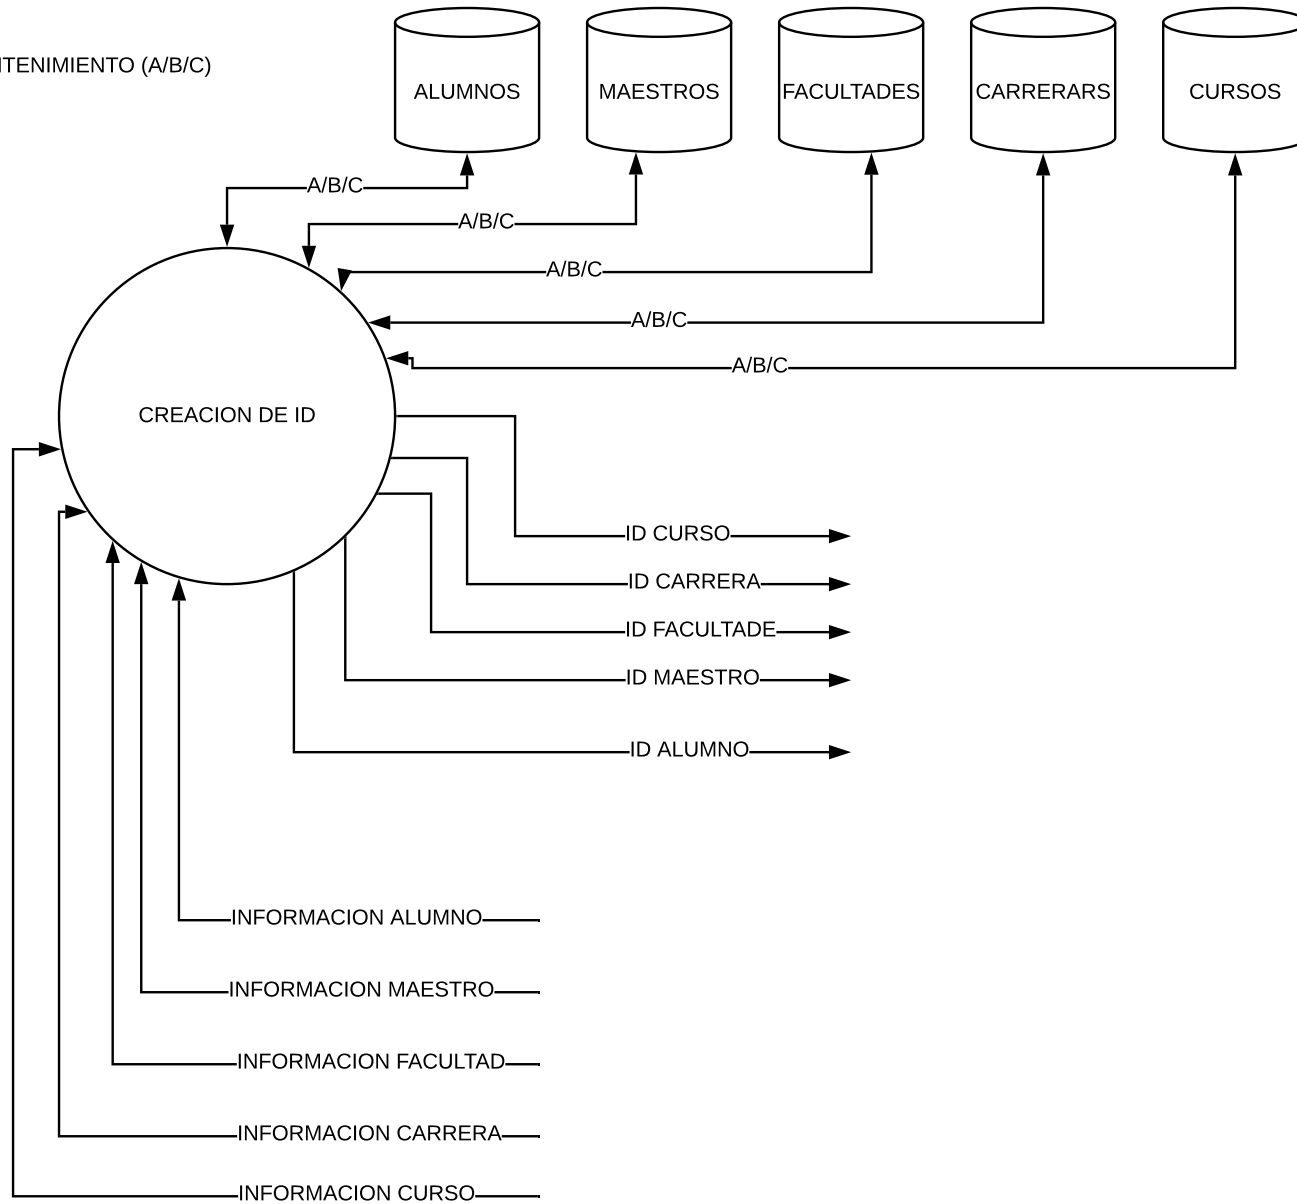 NTENIMIENTO (A/B/C)
ALUMNOS
MAESTROS
FACULTADES
CARRERARS
CURSOS
A/B/C
A/B/C
A/B/C
A/B/C
A/B/C
CREACION DE ID
ID CURSO
ID CARRERA
ID FACULTADE
ID MAESTRO
ID ALUMNO
INFORMACION ALUMNO
INFORMACION MAESTRO
INFORMACION FACULTAD
INFORMACION CARRERA
INFORMACION CURSO